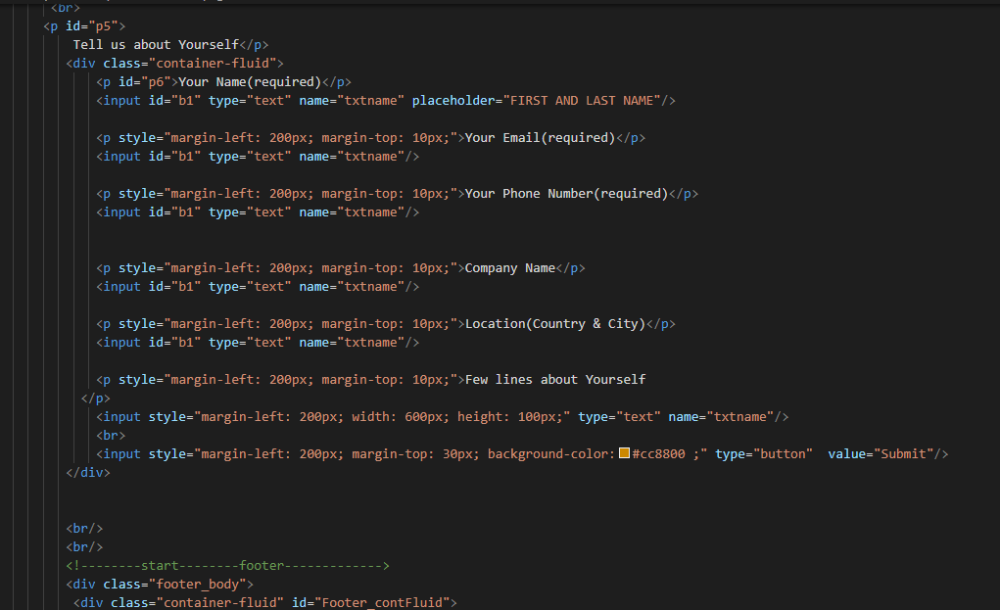 <br>
<p id="p5">
Tell us about Yourself</p>
<div class="container-fluid">
<p id="p6">Your Name(required)</p>
<input id="b1" type="text" name="txtname" placeholder="FIRST AND LAST NAME"/>
<p style="margin-left: 200px; margin-top: 10px;">Your Email(required)</p>
<input id="b1" type="text" name="txtname"/>
<p style="margin-left: 200px; margin-top: 10px;">Your Phone Number(required)</p>
<input id="b1" type="text" name="txtname"/>
<p style="margin-left: 200px; margin-top: 10px;">Company Name</p>
<input id="b1" type="text" name="txtname"/>
<p style="margin-left: 200px; margin-top: 10px;">Location(Country & City)</p>
<input id="b1" type="text" name="txtname"/>
<p style="margin-left: 200px; margin-top: 10px;">Few lines about Yourself
</p>
<input style="margin-left: 200px; width: 600px; height: 100px;" type="text" name="txtname"/>
<br>
<input style="margin-left: 200px; margin-top: 30px; background-color:#cc8800 ;" type="button"  value="Submit"/>
</div>
<br/>
<br/>
<!--------start--------footer------------->
<div class="footer_body">
<div class="container-fluid" id="Footer_contFluid">